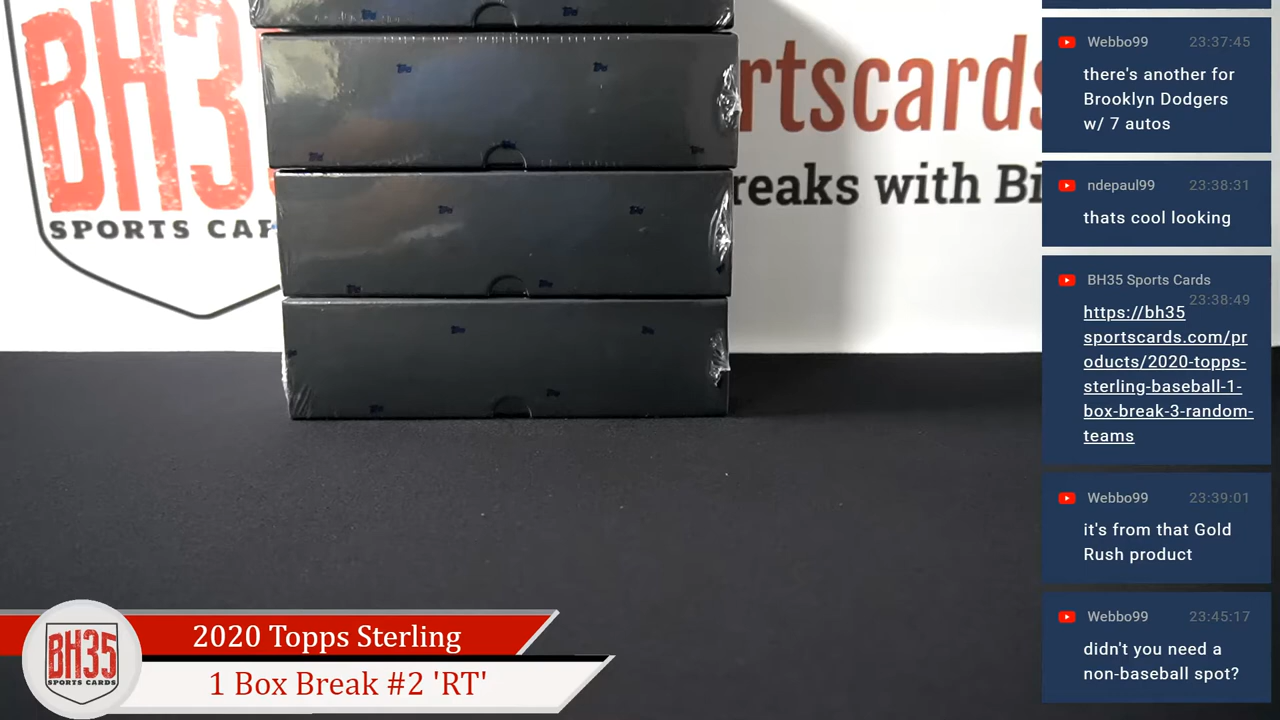 BH35
SPORTS CAR
rtscards
reaks with Bi
Webbo99 23:37:45
there's another for
Brooklyn Dodgers
w/ 7 autos
ndepaul99 23:38:31
thats cool looking
BH35 Sports Cards
23:38:49
https://bh35
sportscards.com/pr
oducts/2020-topps-
sterling-baseball-1-
box-break-3-random-
teams
Webbo99 23:39:01
it's from that Gold
Rush product
Webbo99 23:45:17
didn't you need a
non-baseball spot?
BH35
SPORTS CARDS
2020 Topps Sterling
1 Box Break #2 'RT'